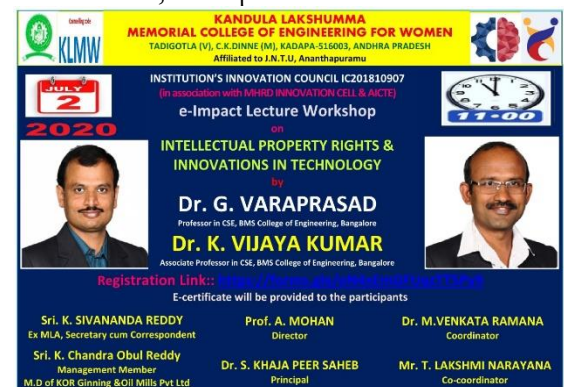 Counselling code
KLMW
KANDULA LAKSHUMMA
MEMORIAL COLLEGE OF ENGINEERING FOR WOMEN
TADIGOTLA (V), C.K.DINNE (M), KADAPA-516003, ANDHRA PRADESH
Affiliated to J.N.T.U, Ananthapuramu
INSTITUTION'S INNOVATION COUNCIL IC201810907
(in association with MHRD INNOVATION CELL & AICTE)
e-Impact Lecture Workshop
on
JULY
2
2020
11:00
INTELLECTUAL PROPERTY RIGHTS &
INNOVATIONS IN TECHNOLOGY
by
Dr. G. VARAPRASAD
Professor in CSE, BMS College of Engineering, Bangalore
Dr. K. VIJAYA KUMAR
Associate Professor in CSE, BMS College of Engineering, Bangalore
Registration Link::
E-certificate will be provided to the participants
Sri. K. SIVANANDA REDDY
Ex MLA, Secretary cum Correspondent
Prof. A. MOHAN
Director
Dr. M.VENKATA RAMANA
Coordinator
Sri. K. Chandra Obul Reddy
Management Member
M.D of KOR Ginning &Oil Mills Pvt Ltd
Dr. S. KHAJA PEER SAHEB
Principal
Mr. T. LAKSHMI NARAYANA
Co-coordinator